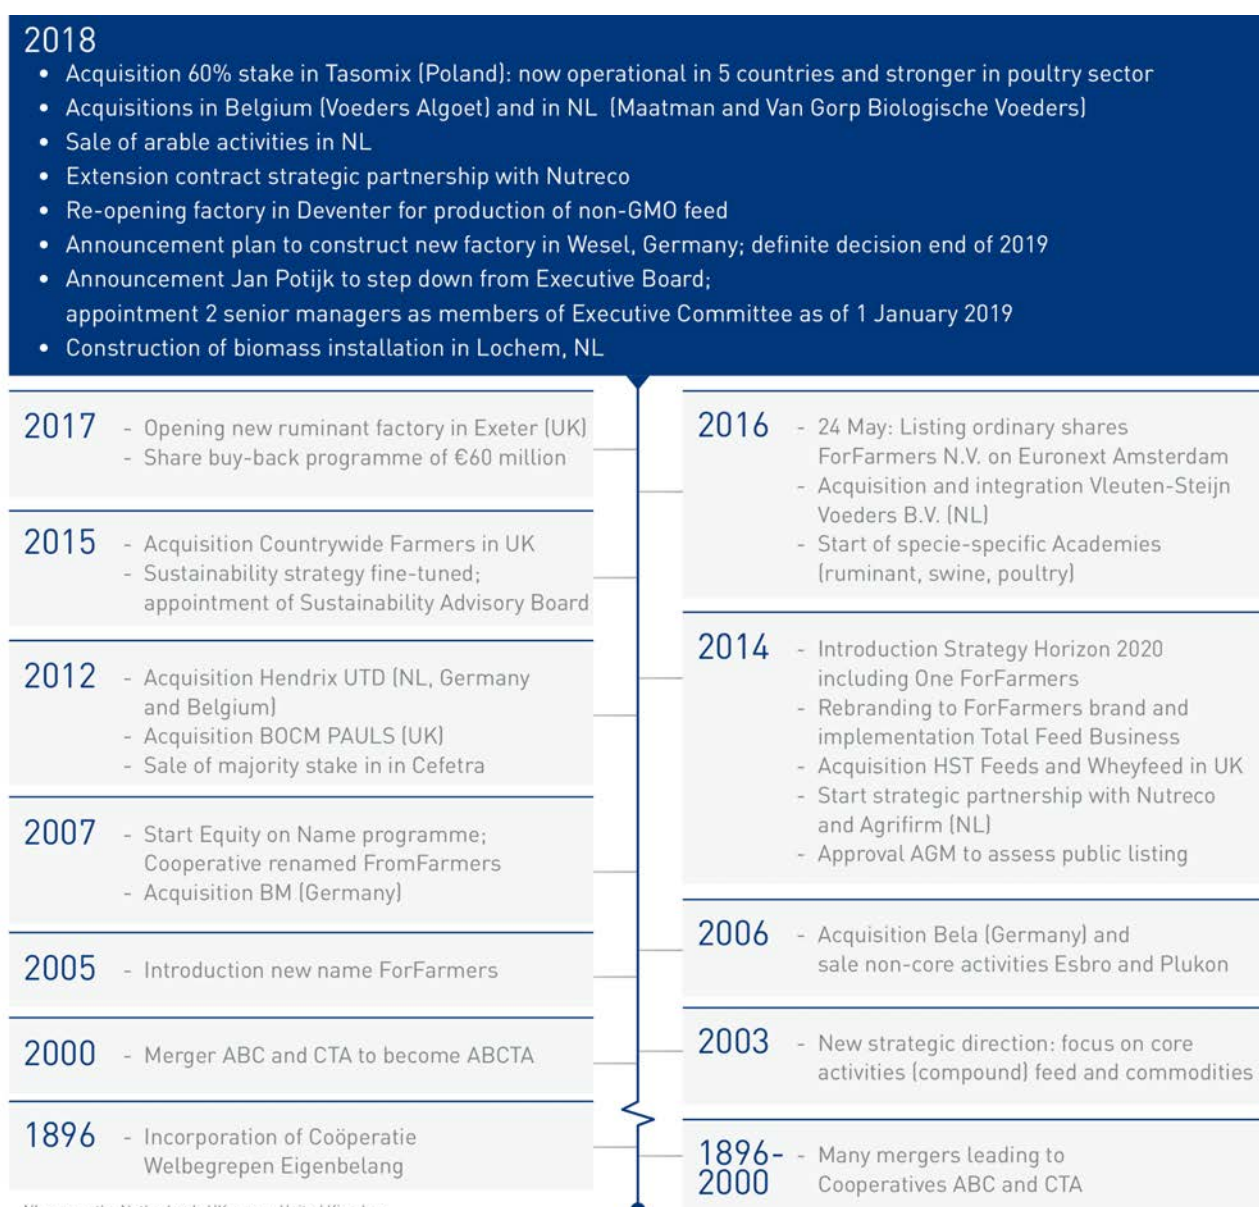 2018
• Acquisition 60% stake in Tasomix (Poland): now operational in 5 countries and stronger in poultry sector
• Acquisitions in Belgium (Voeders Algoet) and in NL (Maatman and Van Gorp Biologische Voeders)
• Sale of arable activities in NL
• Extension contract strategic partnership with Nutreco
• Re-opening factory in Deventer for production of non-GMO feed
• Announcement plan to construct new factory in Wesel, Germany; definite decision end of 2019
• Announcement Jan Potijk to step down from Executive Board;
appointment 2 senior managers as members of Executive Committee as of 1 January 2019
• Construction of biomass installation in Lochem, NL
2017 - Opening new ruminant factory in Exeter (UK)
- Share buy-back programme of €60 million
2016 - 24 May: Listing ordinary shares
ForFarmers N.V. on Euronext Amsterdam
- Acquisition and integration Vleuten-Steijn
Voeders B.V. (NL)
- Start of specie-specific Academies
(ruminant, swine, poultry)
2015 - Acquisition Countrywide Farmers in UK
- Sustainability strategy fine-tuned;
appointment of Sustainability Advisory Board
2014 - Introduction Strategy Horizon 2020
including One ForFarmers
- Rebranding to ForFarmers brand and
implementation Total Feed Business
- Acquisition HST Feeds and Wheyfeed in UK
- Start strategic partnership with Nutreco
and Agrifirm (NL)
- Approval AGM to assess public listing
2012 - Acquisition Hendrix UTD (NL, Germany
and Belgium)
- Acquisition BOCM PAULS (UK)
- Sale of majority stake in in Cefetra
2007 - Start Equity on Name programme;
Cooperative renamed FromFarmers
- Acquisition BM (Germany)
2006 - Acquisition Bela (Germany) and
sale non-core activities Esbro and Plukon
2005 - Introduction new name ForFarmers
2003 - New strategic direction: focus on core
activities (compound) feed and commodities
2000 - Merger ABC and CTA to become ABCTA
1896 - Incorporation of Coöperatie
Welbegrepen Eigenbelang
1896- - Many mergers leading to
2000 Cooperatives ABC and CTA